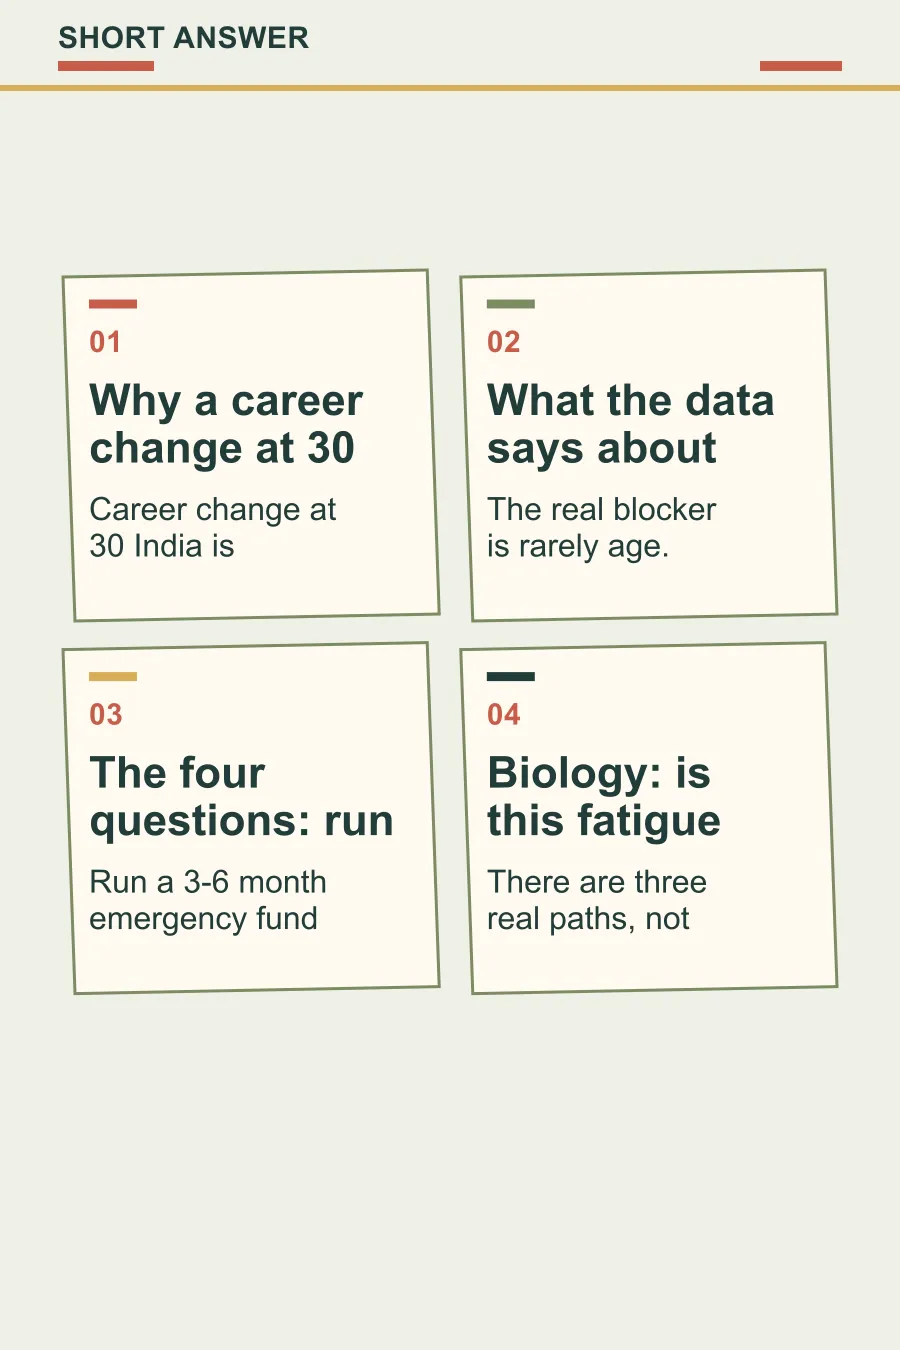 SHORT ANSWER
01
Why a career
change at 30
Career change at
30 India is
02
What the data
says about
The real blocker
is rarely age.
03
The four
questions: run
Run a 3-6 month
emergency fund
04
Biology: is
this fatigue
There are three
real paths, not